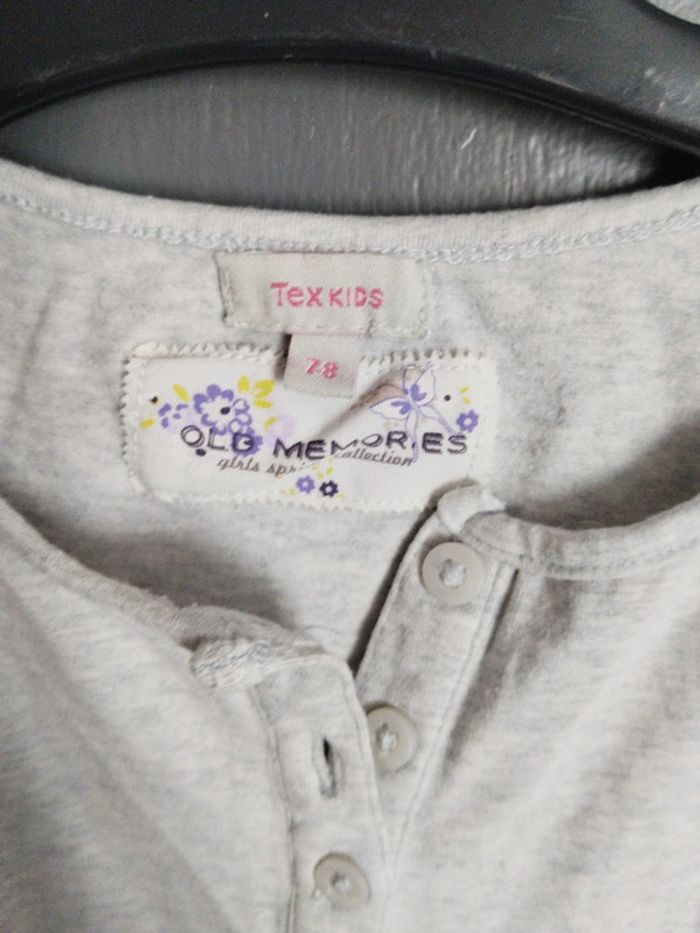 Tex KIDS
7-8
OLD MEMORIES
girls spring collection